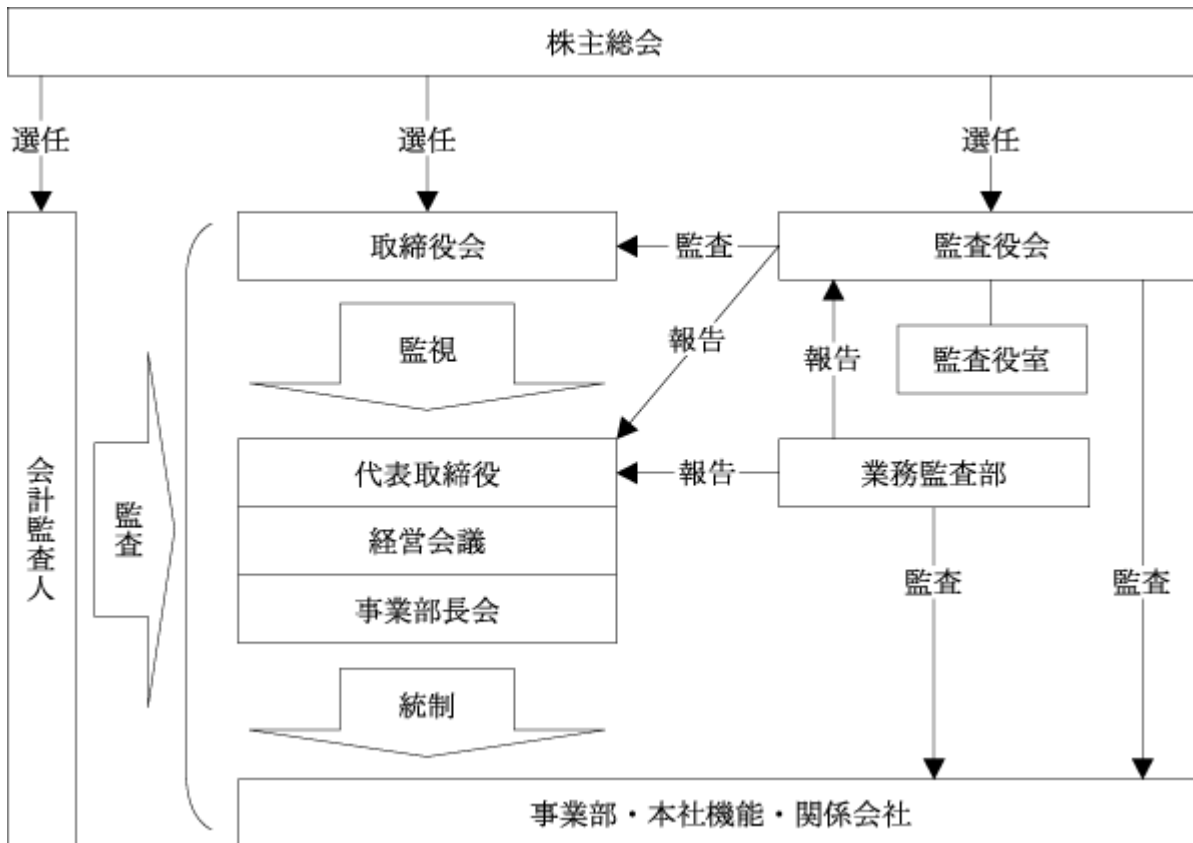 株主総会
選任
選任
選任
取締役会
監査
監査役会
監視
報告
報告
監査役室
会計監査人
監査
代表取締役
報告
業務監査部
経営会議
事業部長会
監査
監査
統制
事業部・本社機能・関係会社